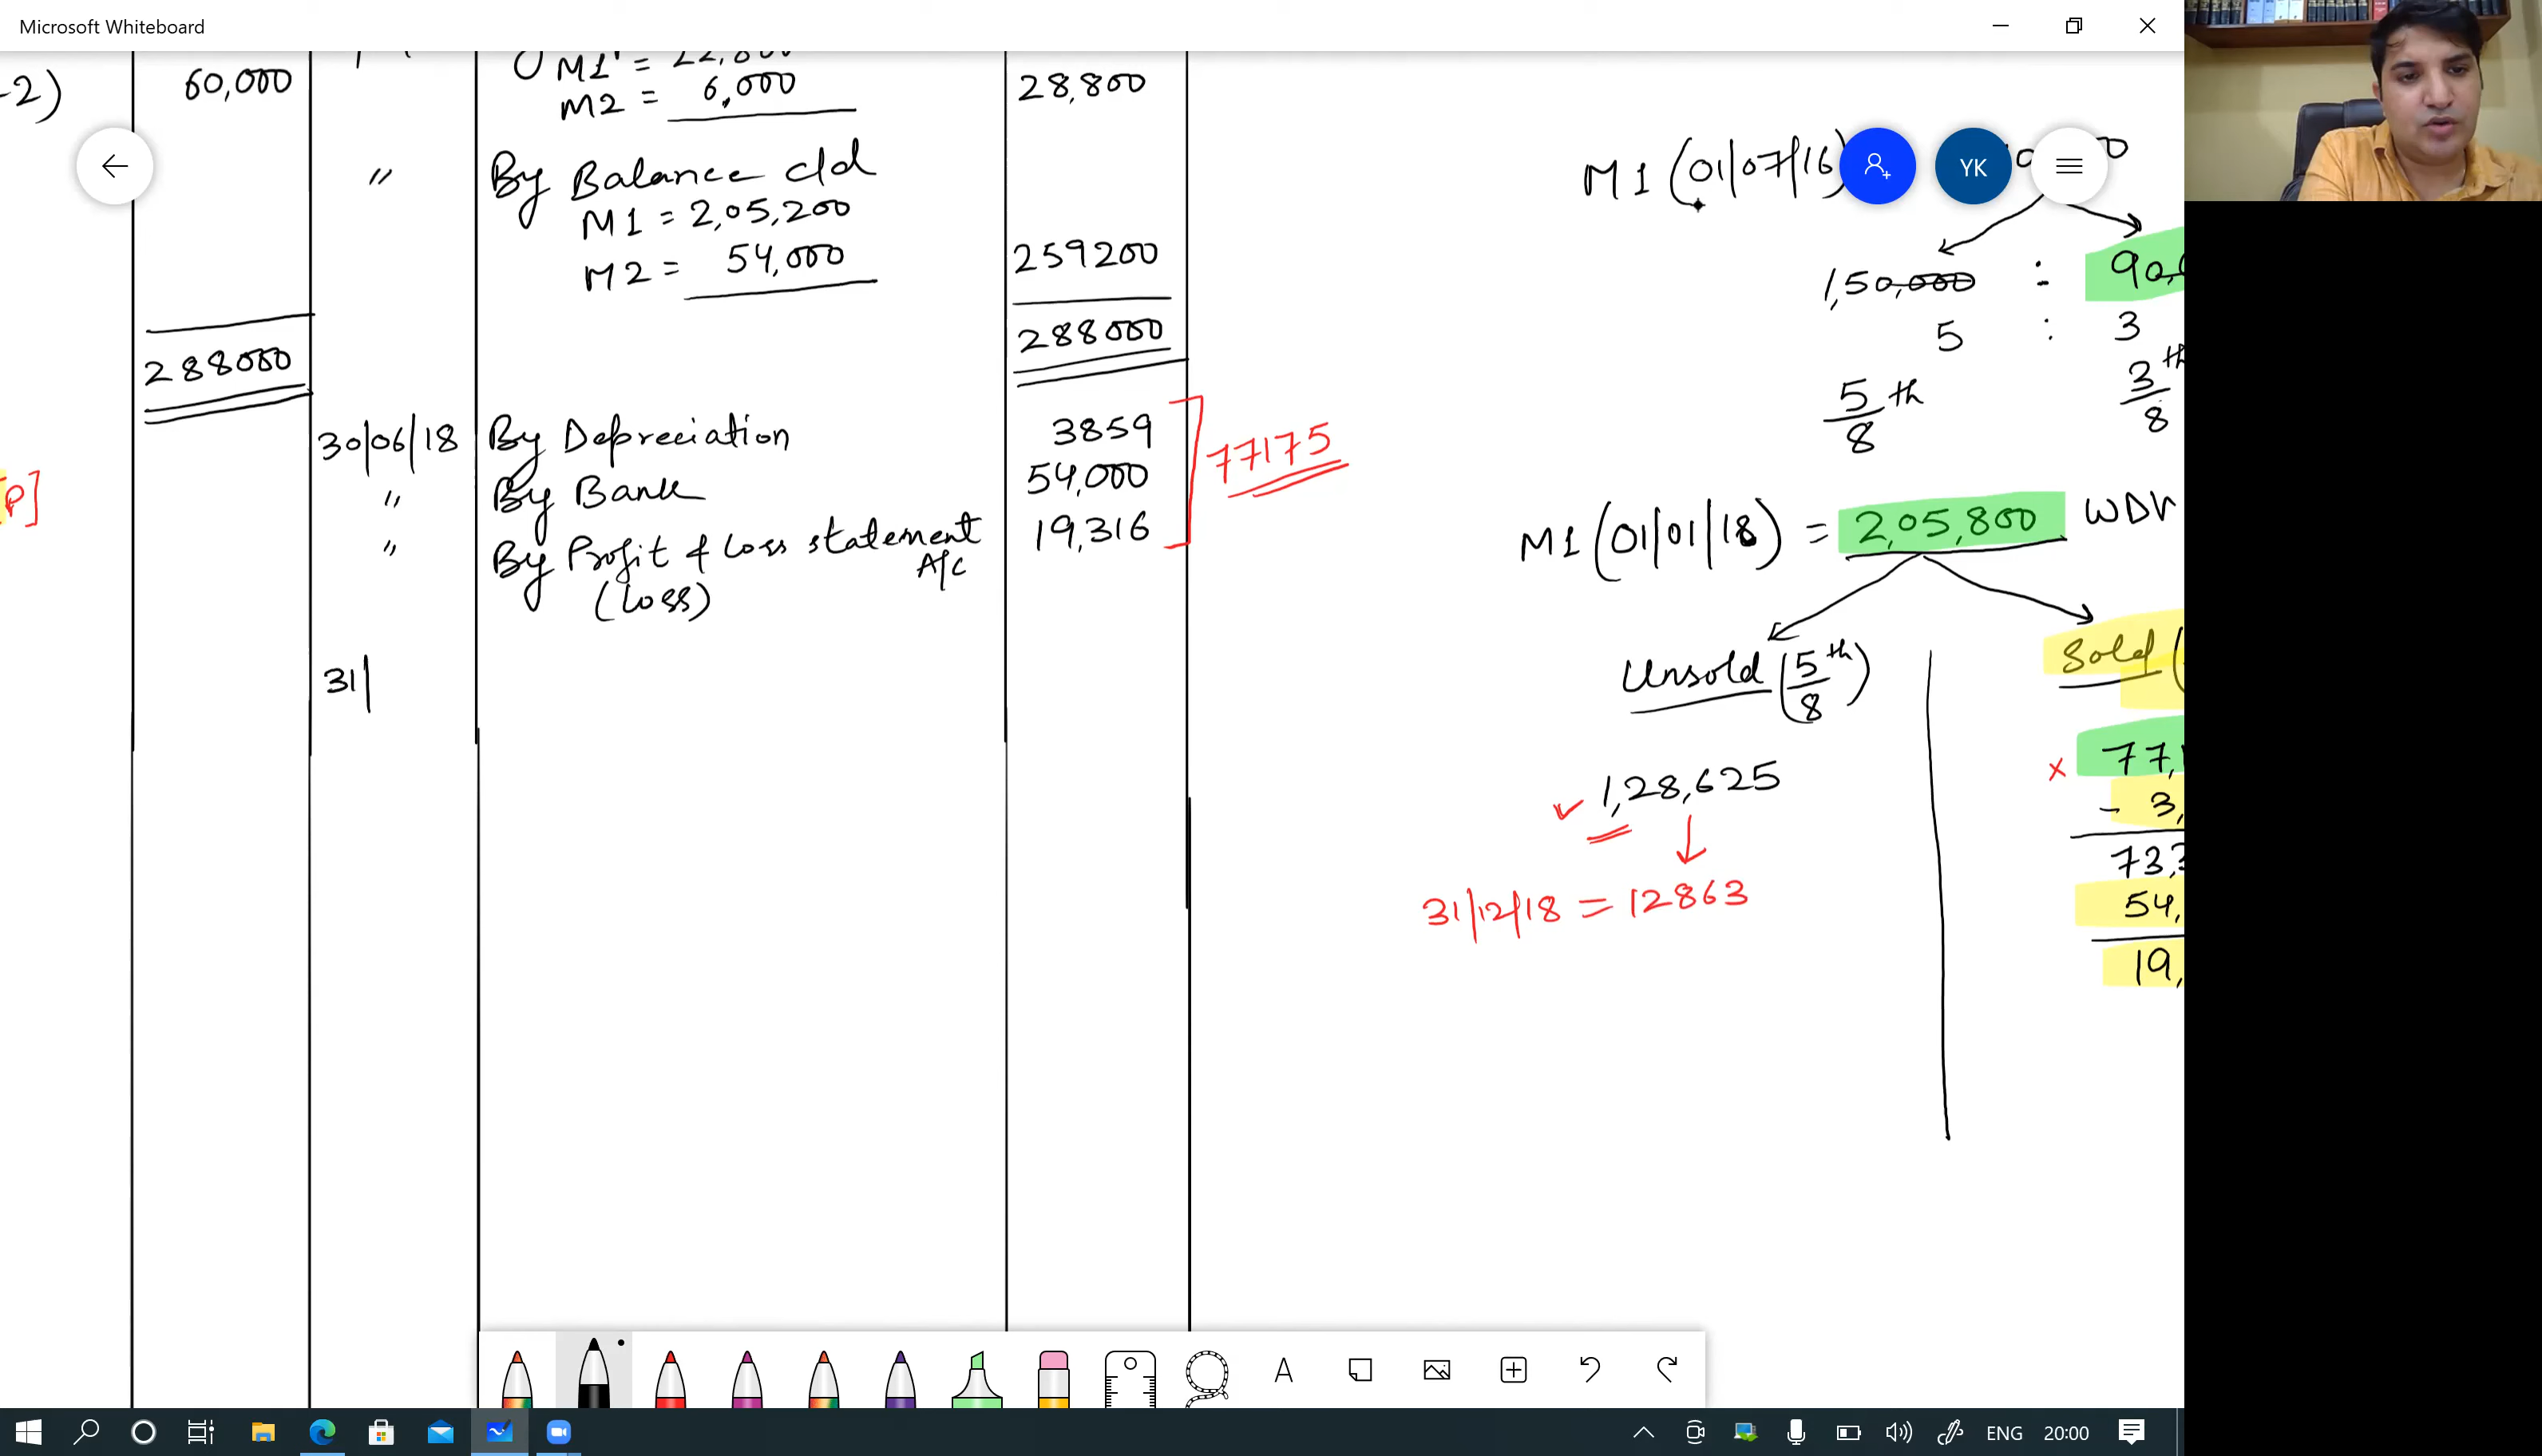 Microsoft Whiteboard
-2)
60,000
M1 =
M2 = 6,000
28,800
"
By Balance c/d
M1 = 2,05,200
M2 = 54,000
259200
288000
288000
30/06/18 By Depreciation 3859
" By Bank 54,000
77175
" By Profit & loss statement A/c 19,316
(loss)
P]
31/
M1 (01/07/16)
YK
1,50,000 : 90,
5 : 3
5/8 th 3/8 th
M1 (01/01/18) = 2,05,800 WDV
Unsold (5/8 th)
Sold (
1,28,625
31/12/18 = 12863
x 77,
- 3,
73,3
54,
19,
A
ENG 20:00